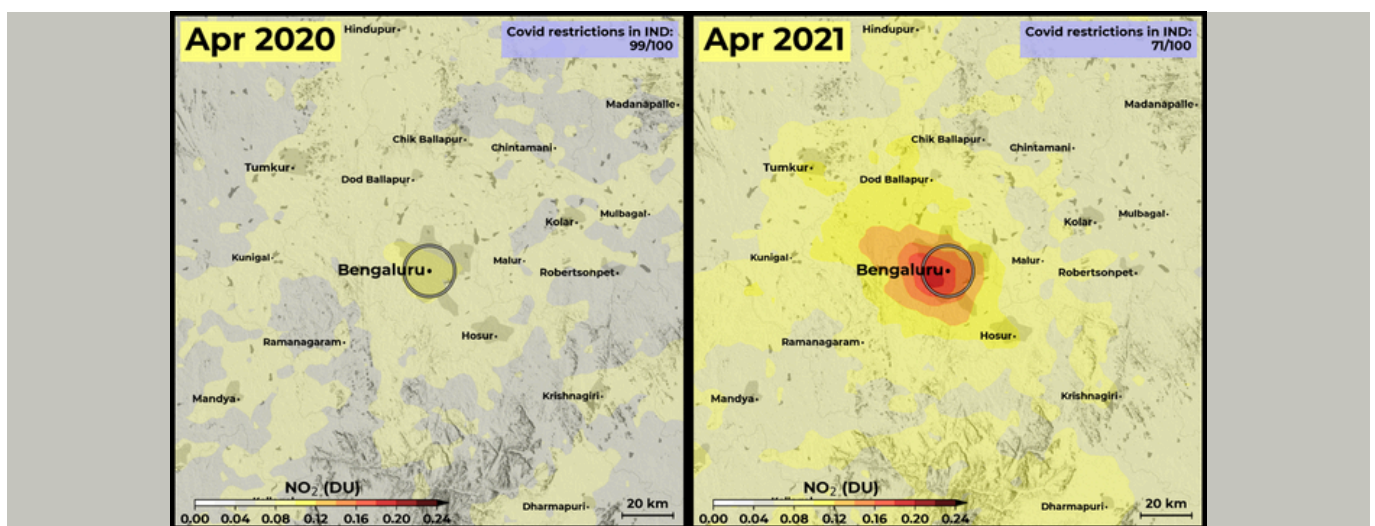 Apr 2020
Covid restrictions in IND:
99/100
Hindupur
Madanapalle
Chik Ballapur
Chintamani
Tumkur
Dod Ballapur
Mulbagal
Kolar
Kunigal
Malur
Bengaluru
Robertsonpet
Hosur
Ramanagaram
Krishnagiri
Mandya
NO₂ (DU)
0.00 0.04 0.08 0.12 0.16 0.20 0.24
Dharmapuri
20 km
Apr 2021
Covid restrictions in IND:
71/100
Hindupur
Madanapalle
Chik Ballapur
Chintamani
Tumkur
Dod Ballapur
Mulbagal
Kolar
Kunigal
Malur
Bengaluru
Robertsonpet
Hosur
Ramanagaram
Krishnagiri
Mandya
NO₂ (DU)
0.00 0.04 0.08 0.12 0.16 0.20 0.24
Dharmapuri
20 km